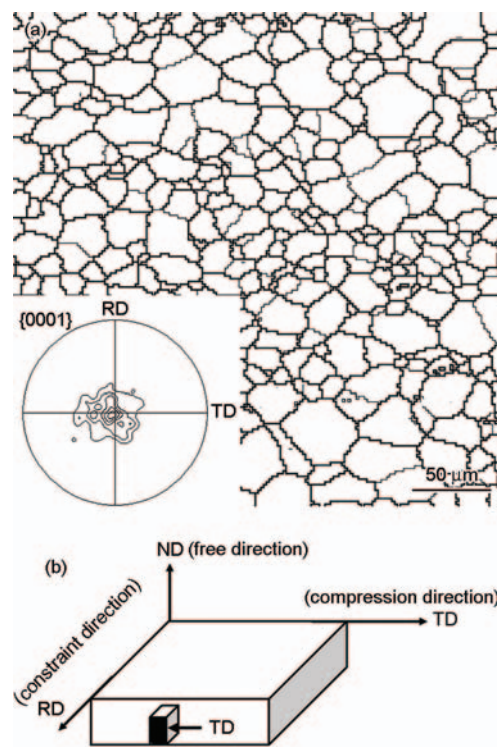 (a)
{0001}
RD
TD
50 μm
(b)
ND (free direction)
(compression direction)
TD
(constraint direction)
RD
TD